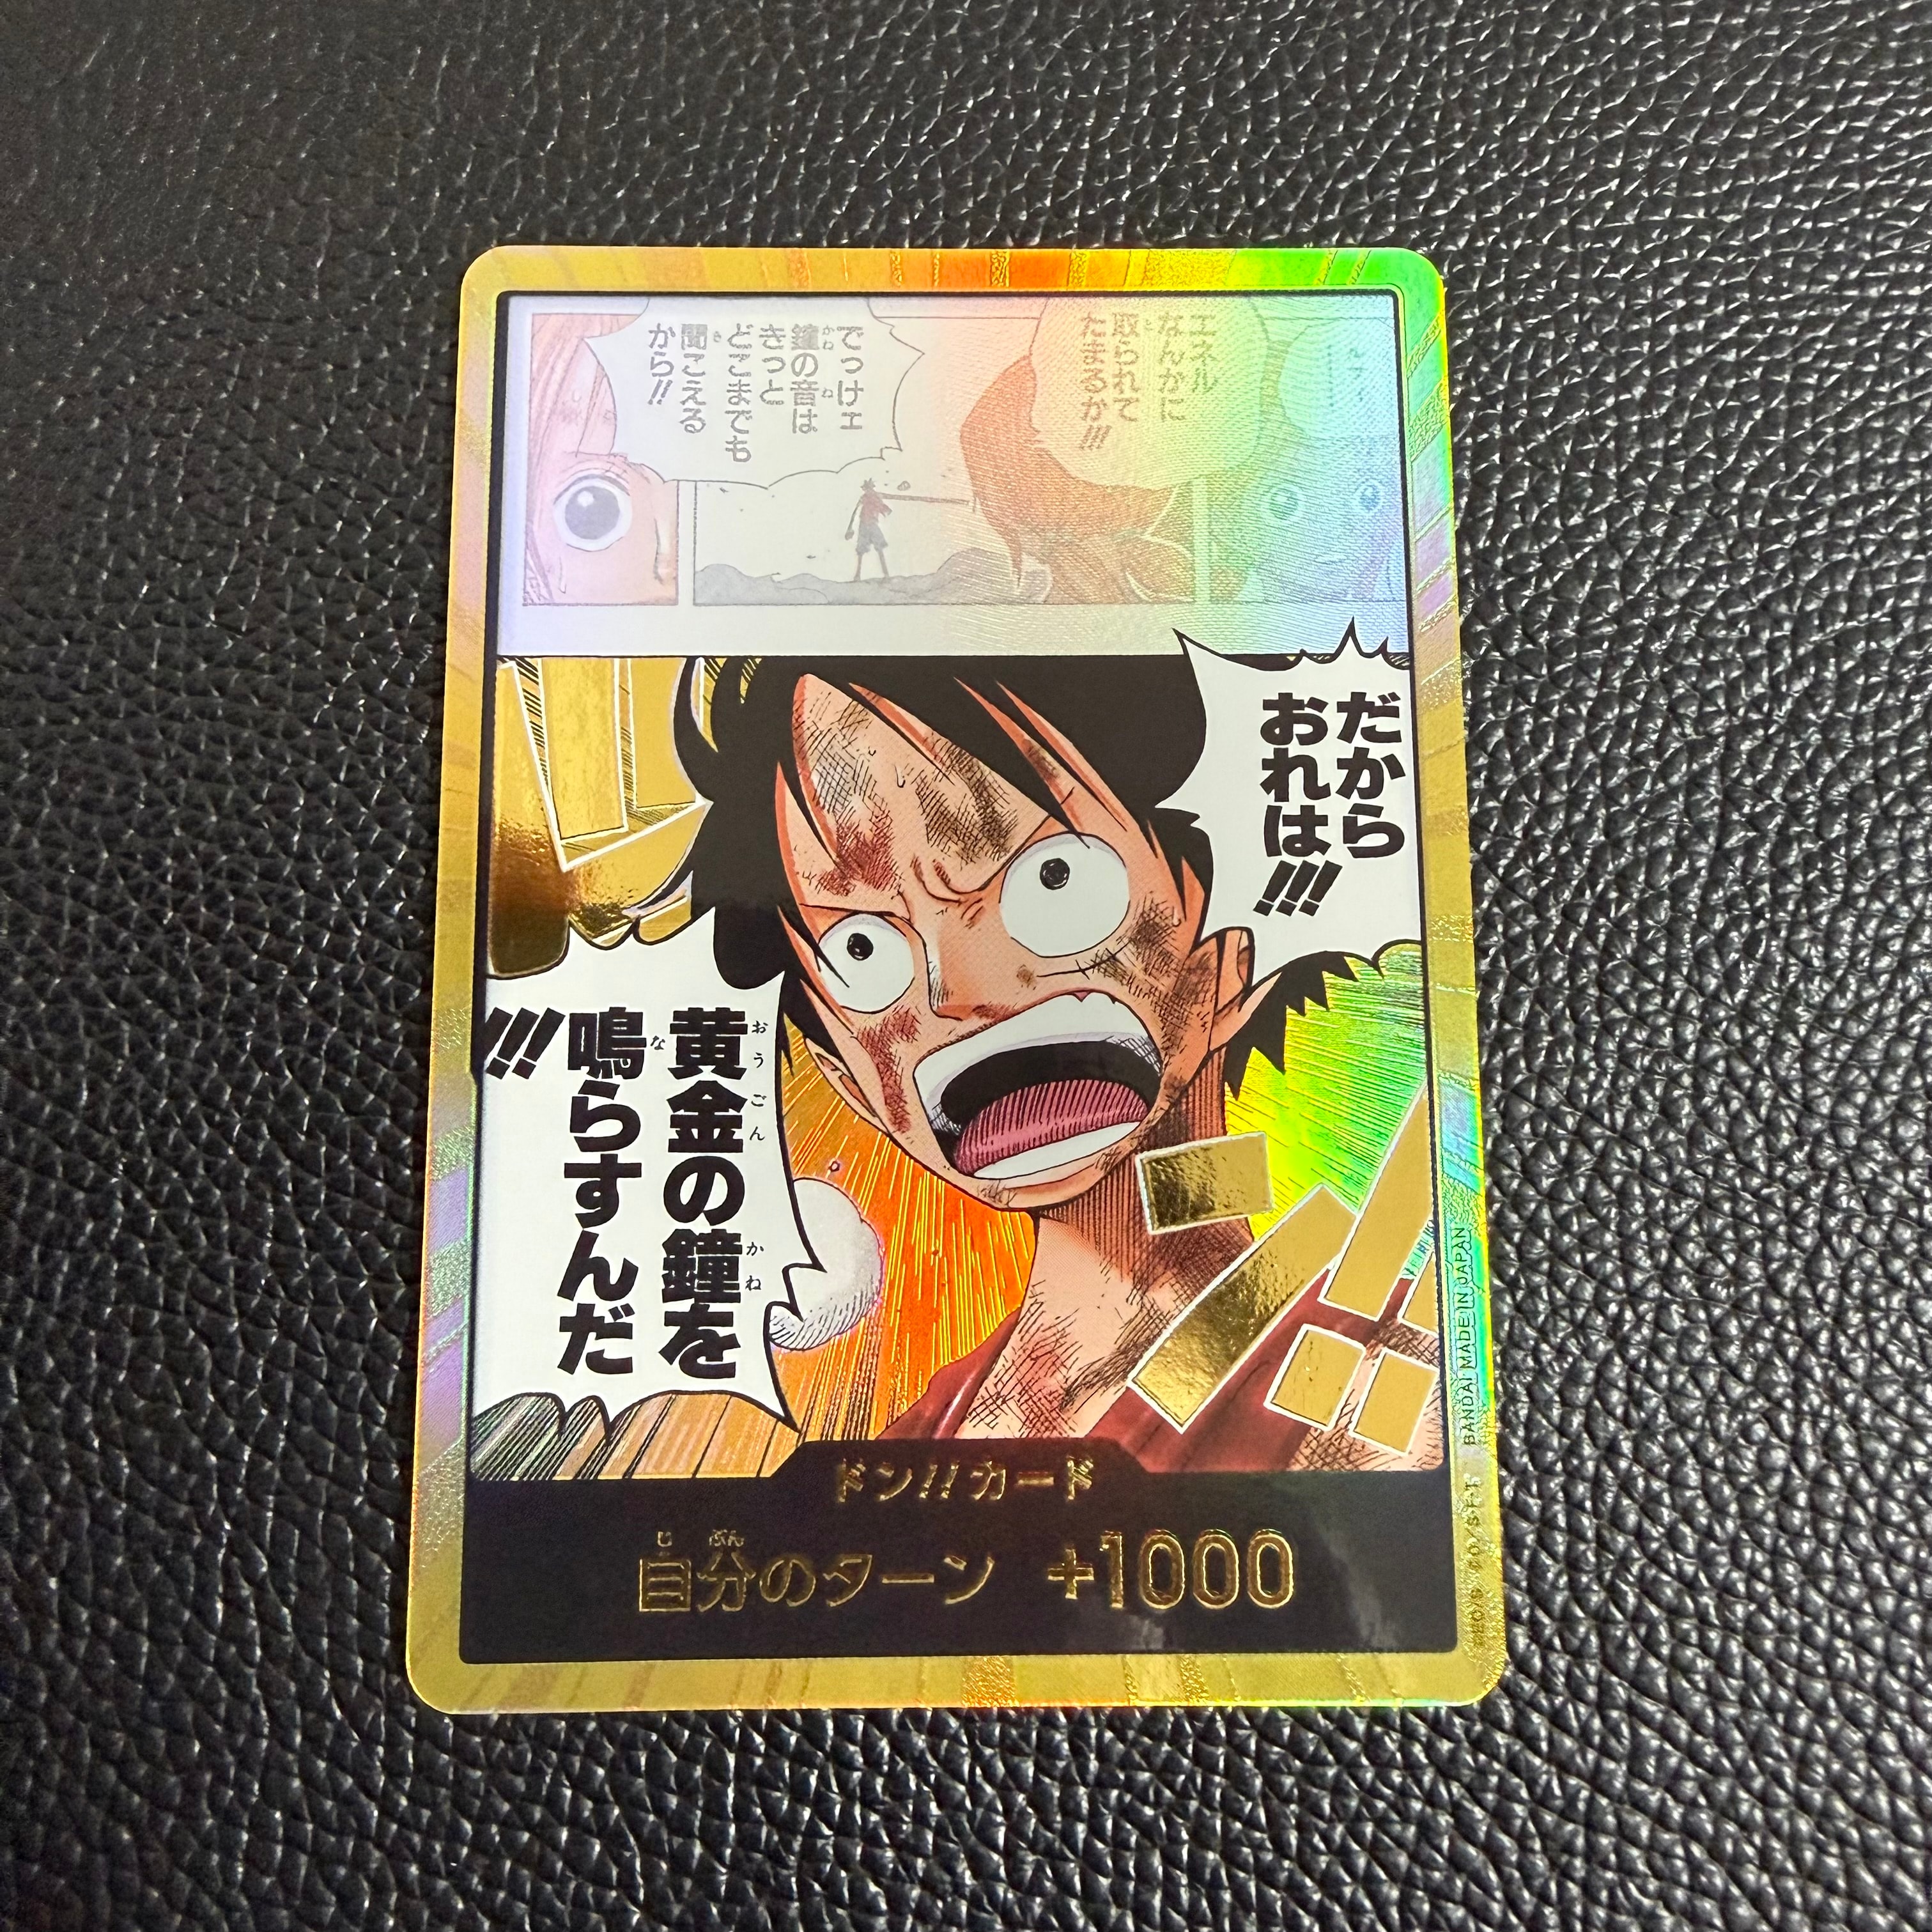 エネル
なんかに
取られて
たまるか!!!
でっけェ
鐘の音は
きっと
どこまでも
聞こえる
から!!
だから
おれは!!!
黄金の鐘を
鳴らすんだ
!!!
ドン!!カード
自分のターン +1000
BANDAI MADE IN JAPAN